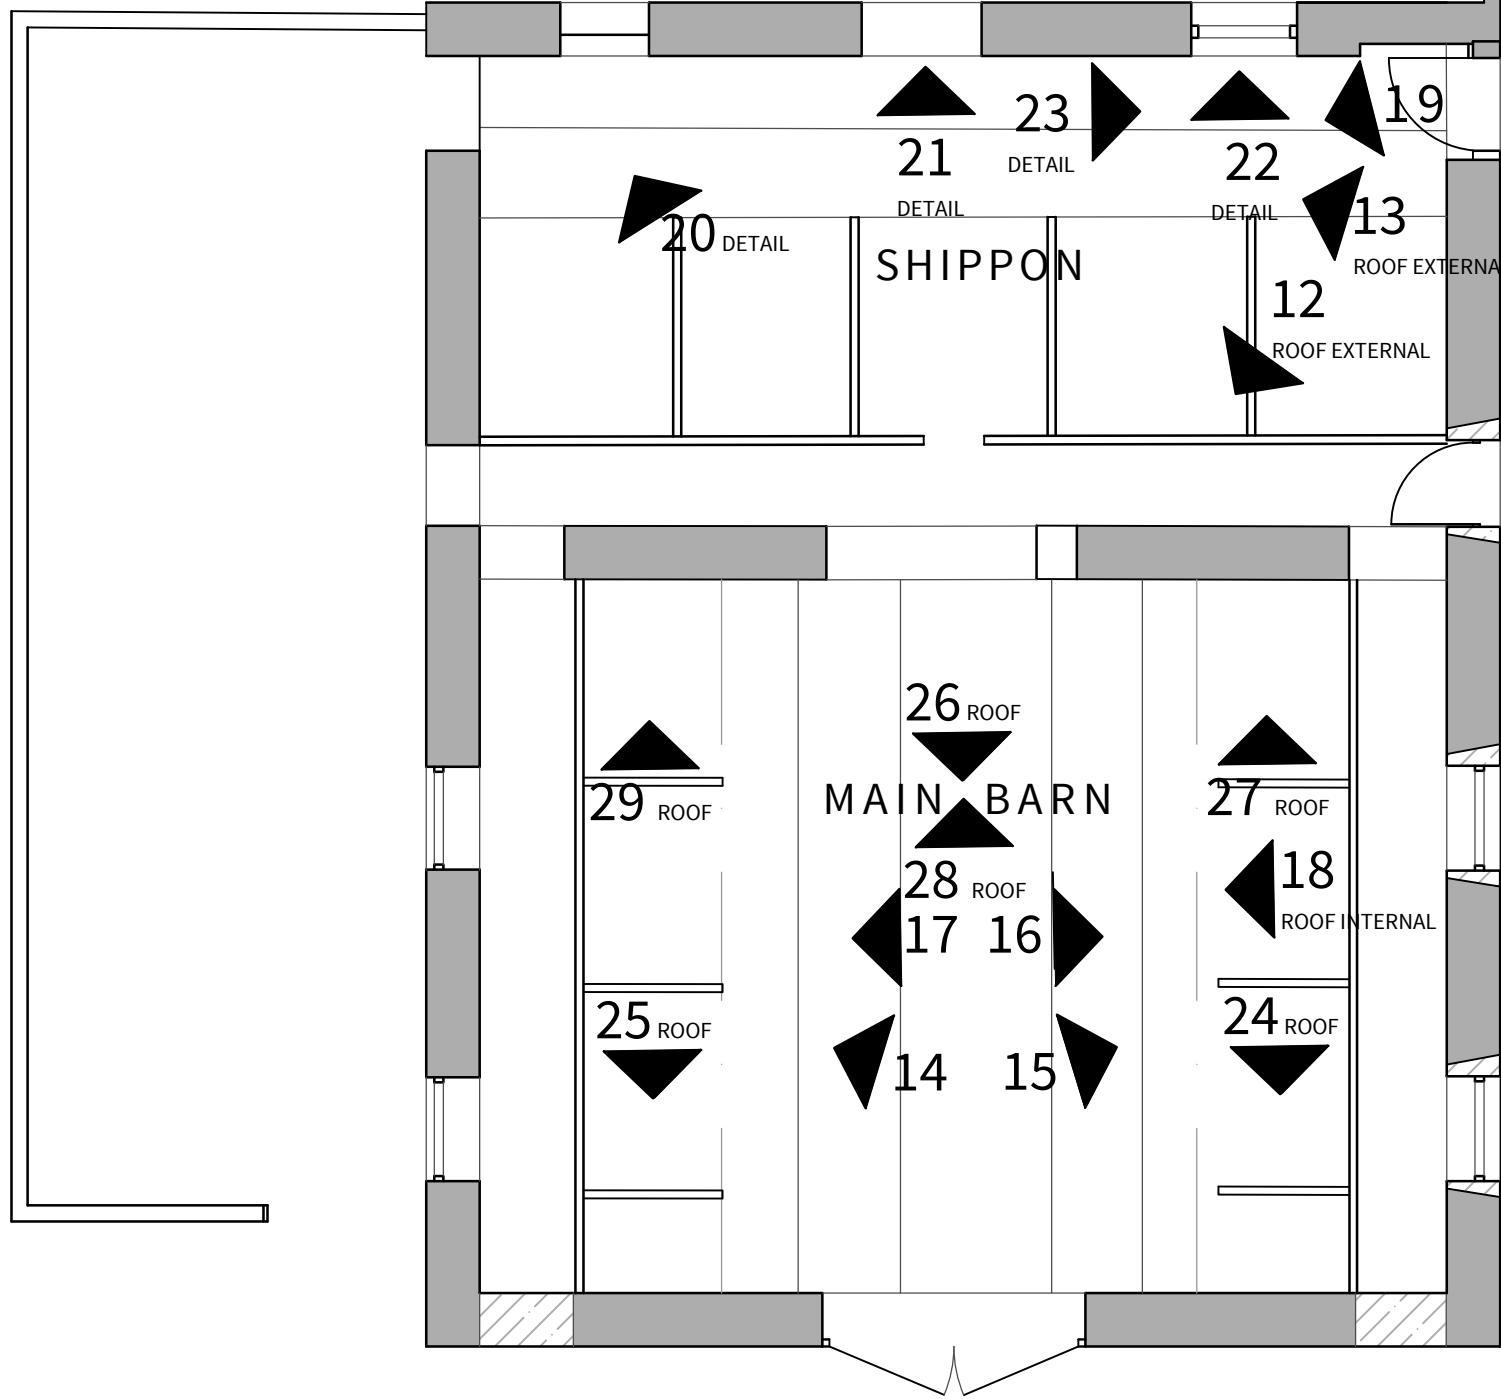 19
23
DETAIL
21
DETAIL
22
DETAIL
13
ROOF EXTERNA
20 DETAIL
SHIPPON
12
ROOF EXTERNAL
26 ROOF
29 ROOF
MAIN BARN
27 ROOF
28 ROOF
18
ROOF INTERNAL
17
16
25 ROOF
24 ROOF
14
15